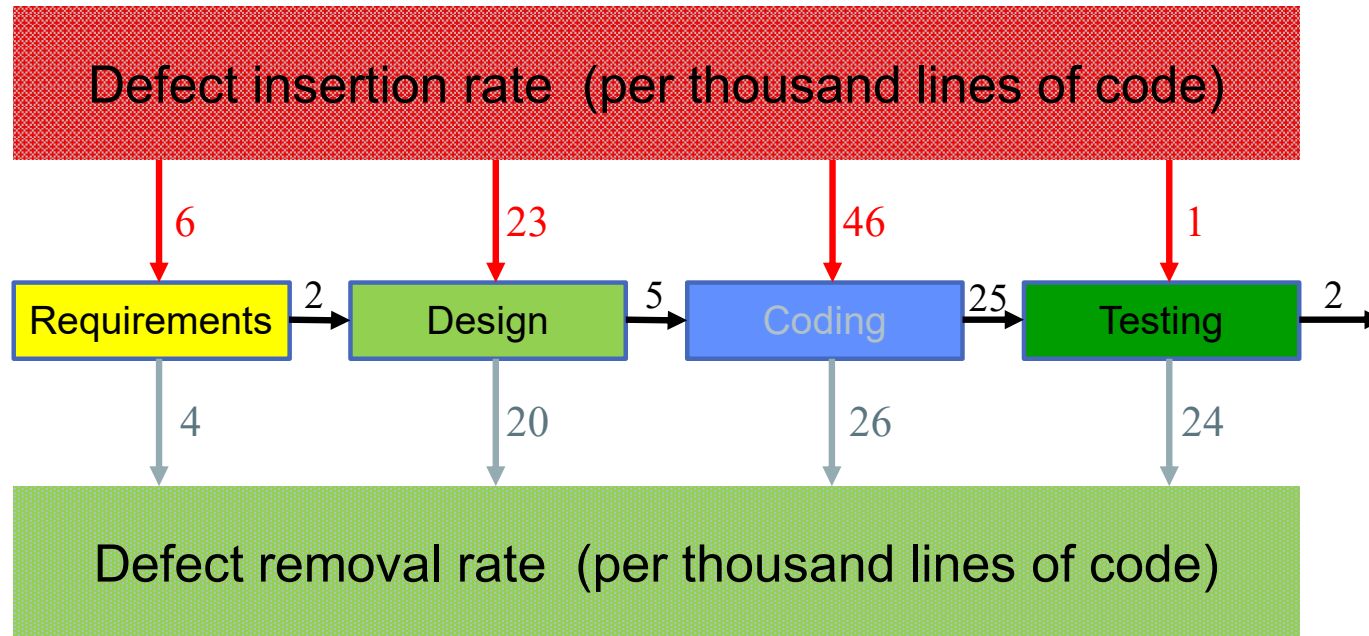 Defect insertion rate (per thousand lines of code)
6
23
46
1
Requirements
2
Design
5
Coding
25
Testing
2
4
20
26
24
Defect removal rate (per thousand lines of code)